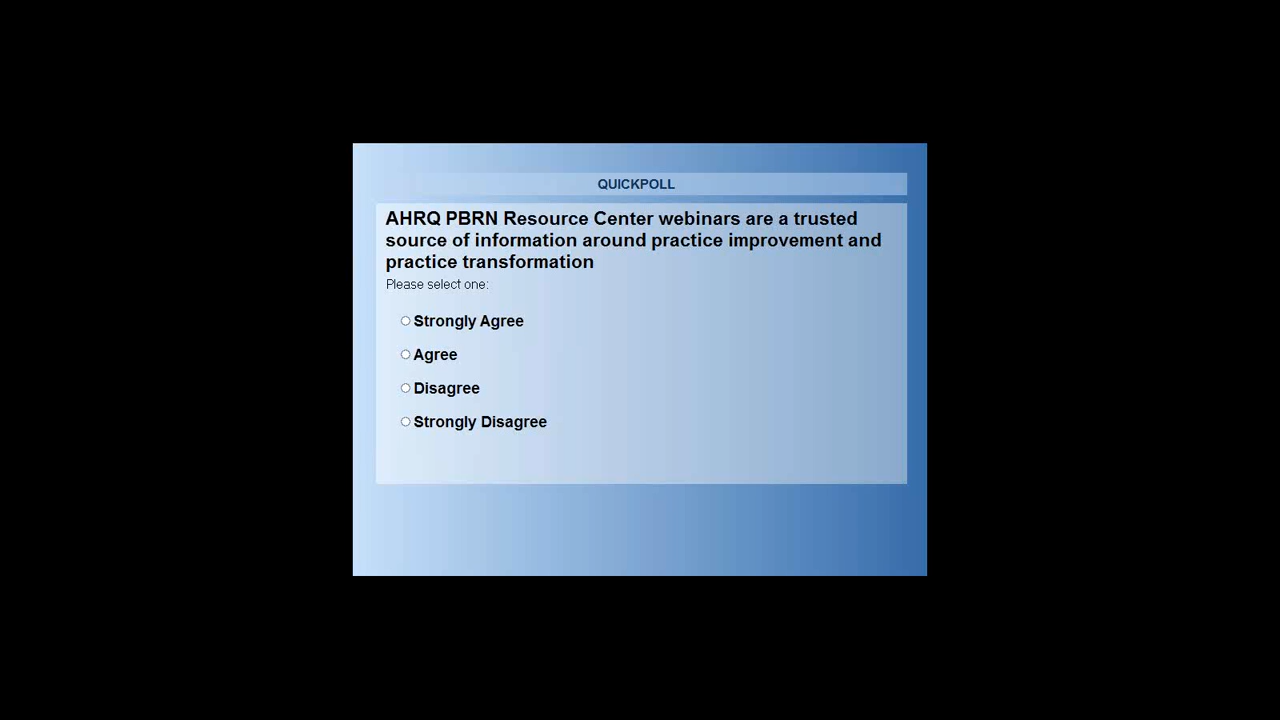 QUICKPOLL
AHRQ PBRN Resource Center webinars are a trusted
source of information around practice improvement and
practice transformation
Please select one:
Strongly Agree
Agree
Disagree
Strongly Disagree